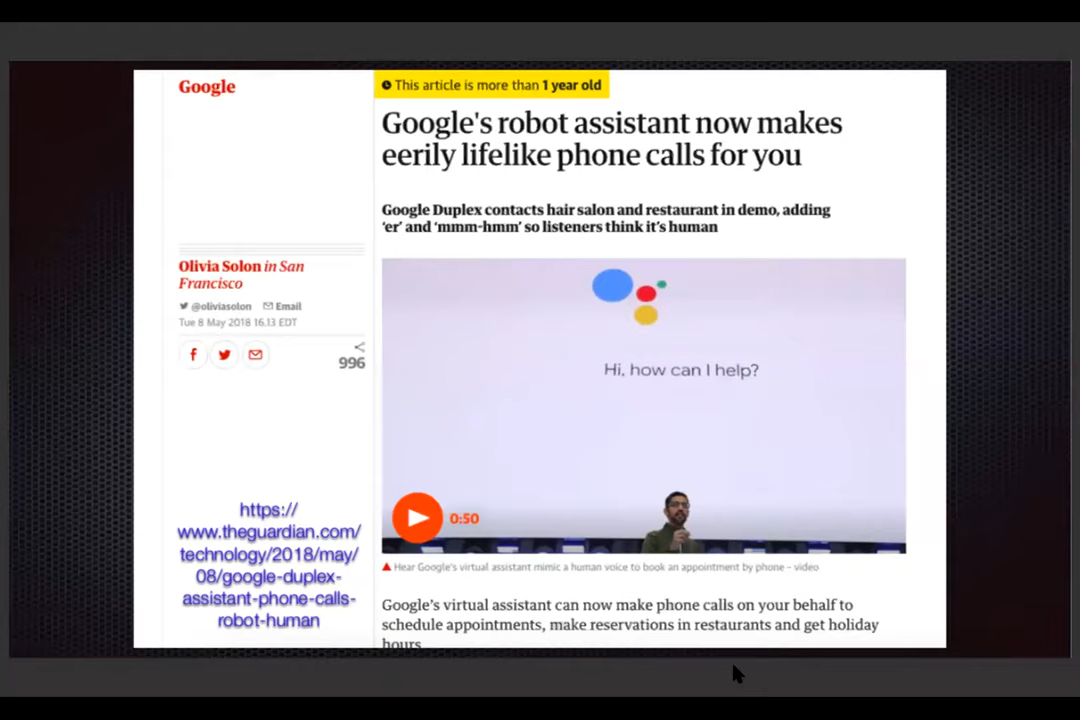 Google
This article is more than 1 year old
Google's robot assistant now makes
eerily lifelike phone calls for you
Google Duplex contacts hair salon and restaurant in demo, adding
‘er’ and ‘mmm-hmm’ so listeners think it’s human
Olivia Solon in San
Francisco
@oliviasolon Email
Tue 8 May 2018 16.13 EDT
996
Hi, how can I help?
0:50
Hear Google's virtual assistant mimic a human voice to book an appointment by phone – video
https://
www.theguardian.com/
technology/2018/may/
08/google-duplex-
assistant-phone-calls-
robot-human
Google’s virtual assistant can now make phone calls on your behalf to
schedule appointments, make reservations in restaurants and get holiday
hours